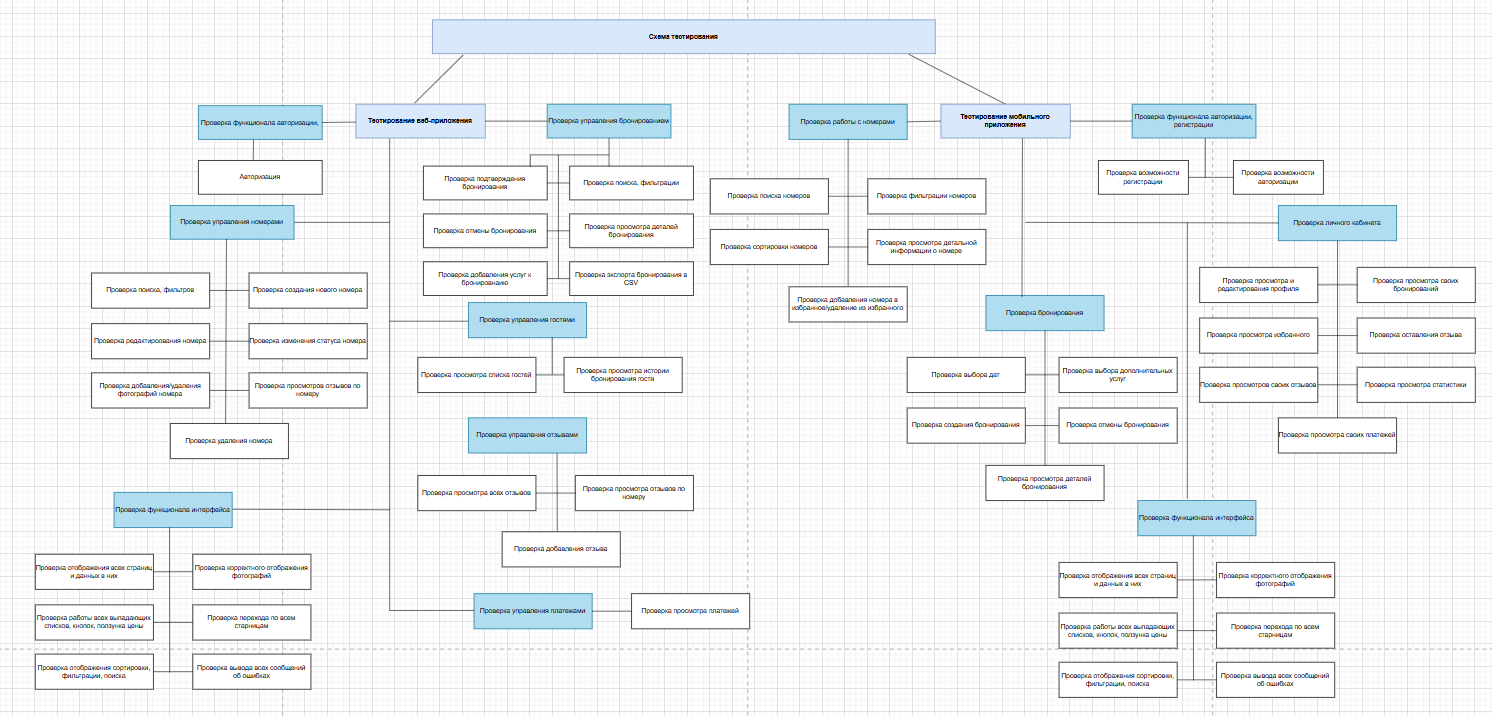 Схема тестирования
Проверка функционала авторизации,
Тестирование веб-приложения
Проверка управления бронированием
Проверка работы с номерами
Тестирование мобильного
приложения
Проверка функционала авторизации,
регистрации
Авторизация
Проверка подтверждения
бронирования
Проверка поиска, фильтрации
Проверка отмены бронирования
Проверка просмотра деталей
бронирования
Проверка добавления услуг к
бронировнаию
Проверка экспорта бронирования в
CSV
Проверка управления номерами
Проверка поиска, фильтров
Проверка создания нового номера
Проверка редактироования номера
Проверка изменения статуса номера
Проверка добавления/удаления
фотографий номера
Проверка просмотров отзывов по
номеру
Проверка удаления номера
Проверка управления гостями
Проверка просмотра списка гостей
Проверка просмотра истории
бронирования гостя
Проверка управления отзывами
Проверка просмотра всех отзывов
Проверка просмотра отзывов по
номеру
Проверка добавления отзыва
Проверка управления платежами
Проверка просмотра платежей
Проверка функционала интерфейса
Проверка отображения всех страниц
и данных в них
Проверка корректного отображения
фотографий
Проверка работы всех выпадающих
списков, кнопок, ползунка цены
Проверка перехода по всем
старницам
Проверка отображения сортировки,
фильтрации, поиска
Проверка вывода всех сообщений
об ошибках
Проверка поиска номеров
Проверка фильтрации номеров
Проверка сортировки номеров
Проверка просмотра детальной
информации о номере
Проверка добавления номера в
избранное/удаление из избранного
Проверка возможности
регистрации
Проверка возможности
авторизации
Проверка личного кабинета
Проверка просмотра и
редактирования профиля
Проверка просмотра своих
бронирований
Проверка просмотра избранного
Проверка оставления отзыва
Проверка просмотров своих отзывов
Проверка просмотра статистики
Проверка просмотра своих платежей
Проверка бронирования
Проверка выбора дат
Проверка выбора дополнительных
услуг
Проверка создания бронирования
Проверка отмены бронирования
Проверка просмотра деталей
бронирования
Проверка функционала интерфейса
Проверка отображения всех страниц
и данных в них
Проверка корректного отображения
фотографий
Проверка работы всех выпадающих
списков, кнопок, ползунка цены
Проверка перехода по всем
старницам
Проверка отображения сортировки,
фильтрации, поиска
Проверка вывода всех сообщений
об ошибках